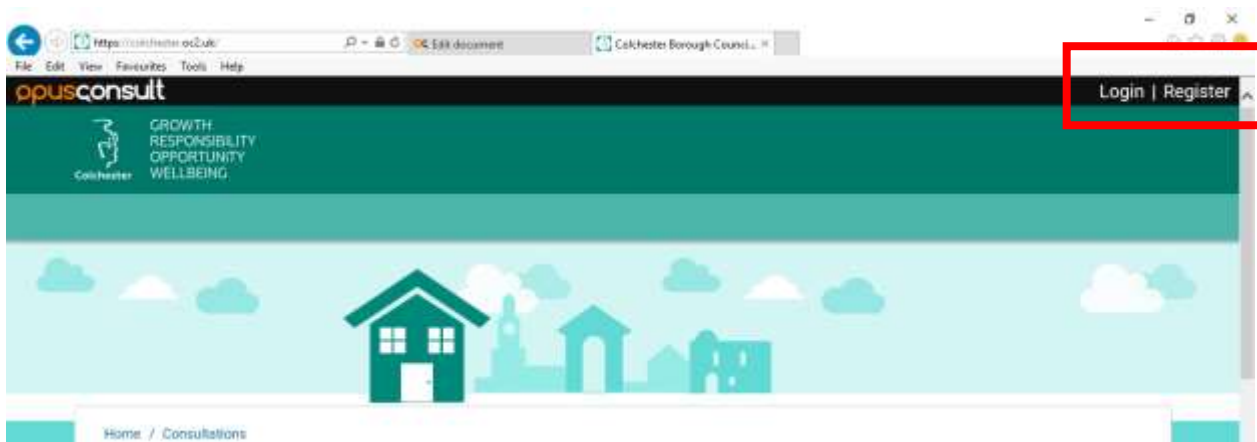 https://colchester.oc2.uk/
Edit document
Colchester Borough Counci...
File Edit View Favourites Tools Help
opusconsult
Login | Register
GROWTH
RESPONSIBILITY
OPPORTUNITY
WELLBEING
Colchester
Home / Consultations